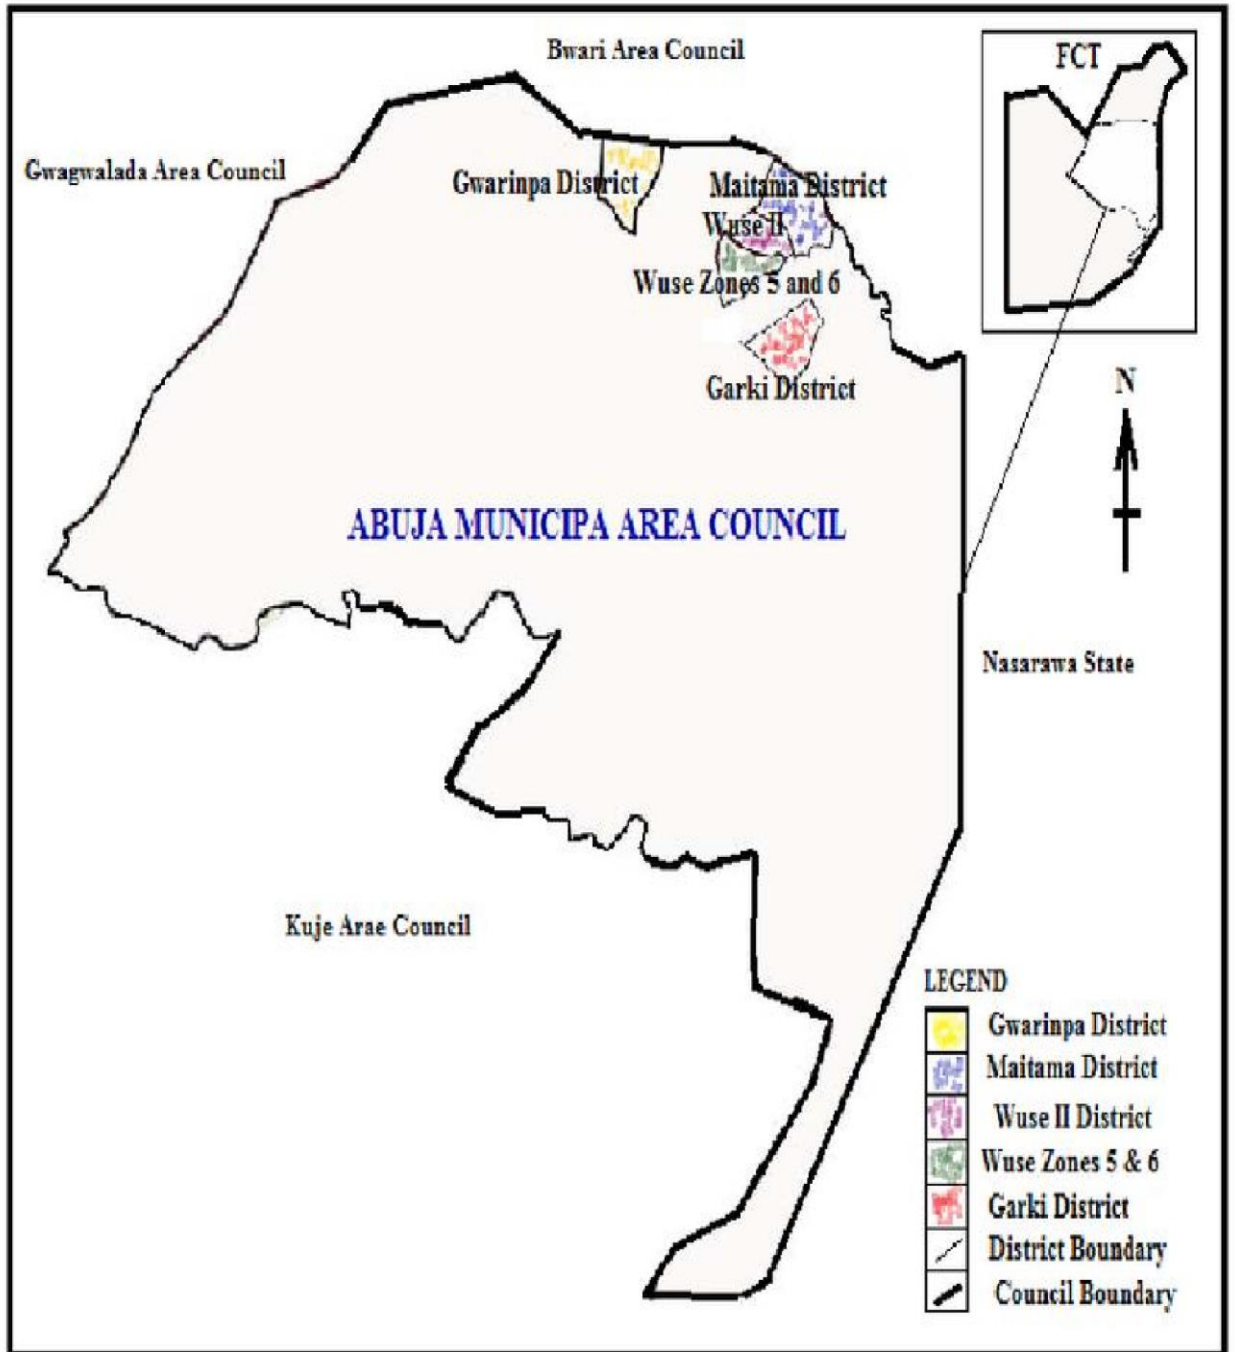 Bwari Area Council
FCT
Gwagwalada Area Council
Gwarinpa District
Maitama District
Wuse II
Wuse Zones 5 and 6
Garki District
N
ABUJA MUNICIPA AREA COUNCIL
Nasarawa State
Kuje Arae Council
LEGEND
Gwarinpa District
Maitama District
Wuse II District
Wuse Zones 5 & 6
Garki District
District Boundary
Council Boundary